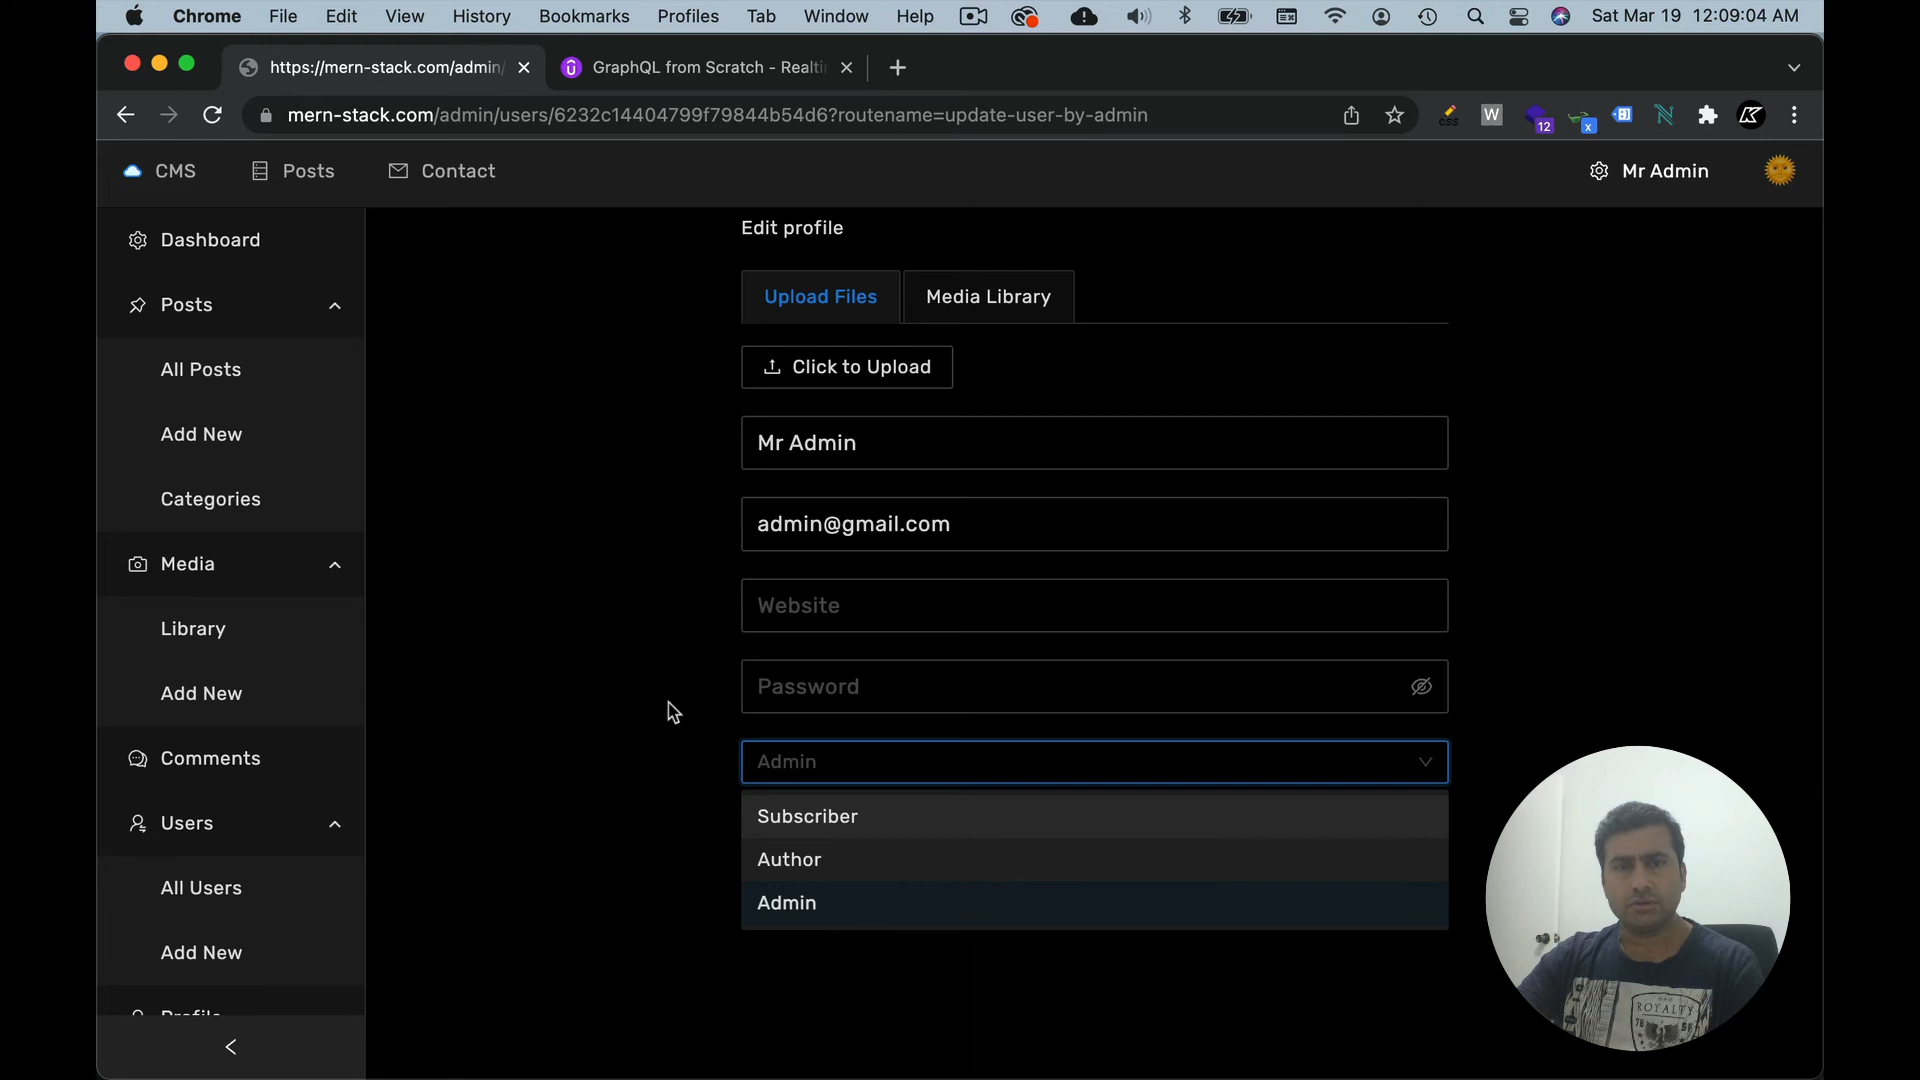 Chrome File Edit View History Bookmarks Profiles Tab Window Help Sat Mar 19 12:09:04 AM
https://mern-stack.com/admin/ GraphQL from Scratch - Realti
mern-stack.com/admin/users/6232c14404799f79844b54d6?routename=update-user-by-admin
css W 12 x
CMS Posts Contact Mr Admin
Dashboard
Posts
All Posts
Add New
Categories
Media
Library
Add New
Comments
Users
All Users
Add New
Profile
Edit profile
Upload Files Media Library
Click to Upload
Mr Admin
admin@gmail.com
Website
Password
Admin
Subscriber
Author
Admin
ROYALTY